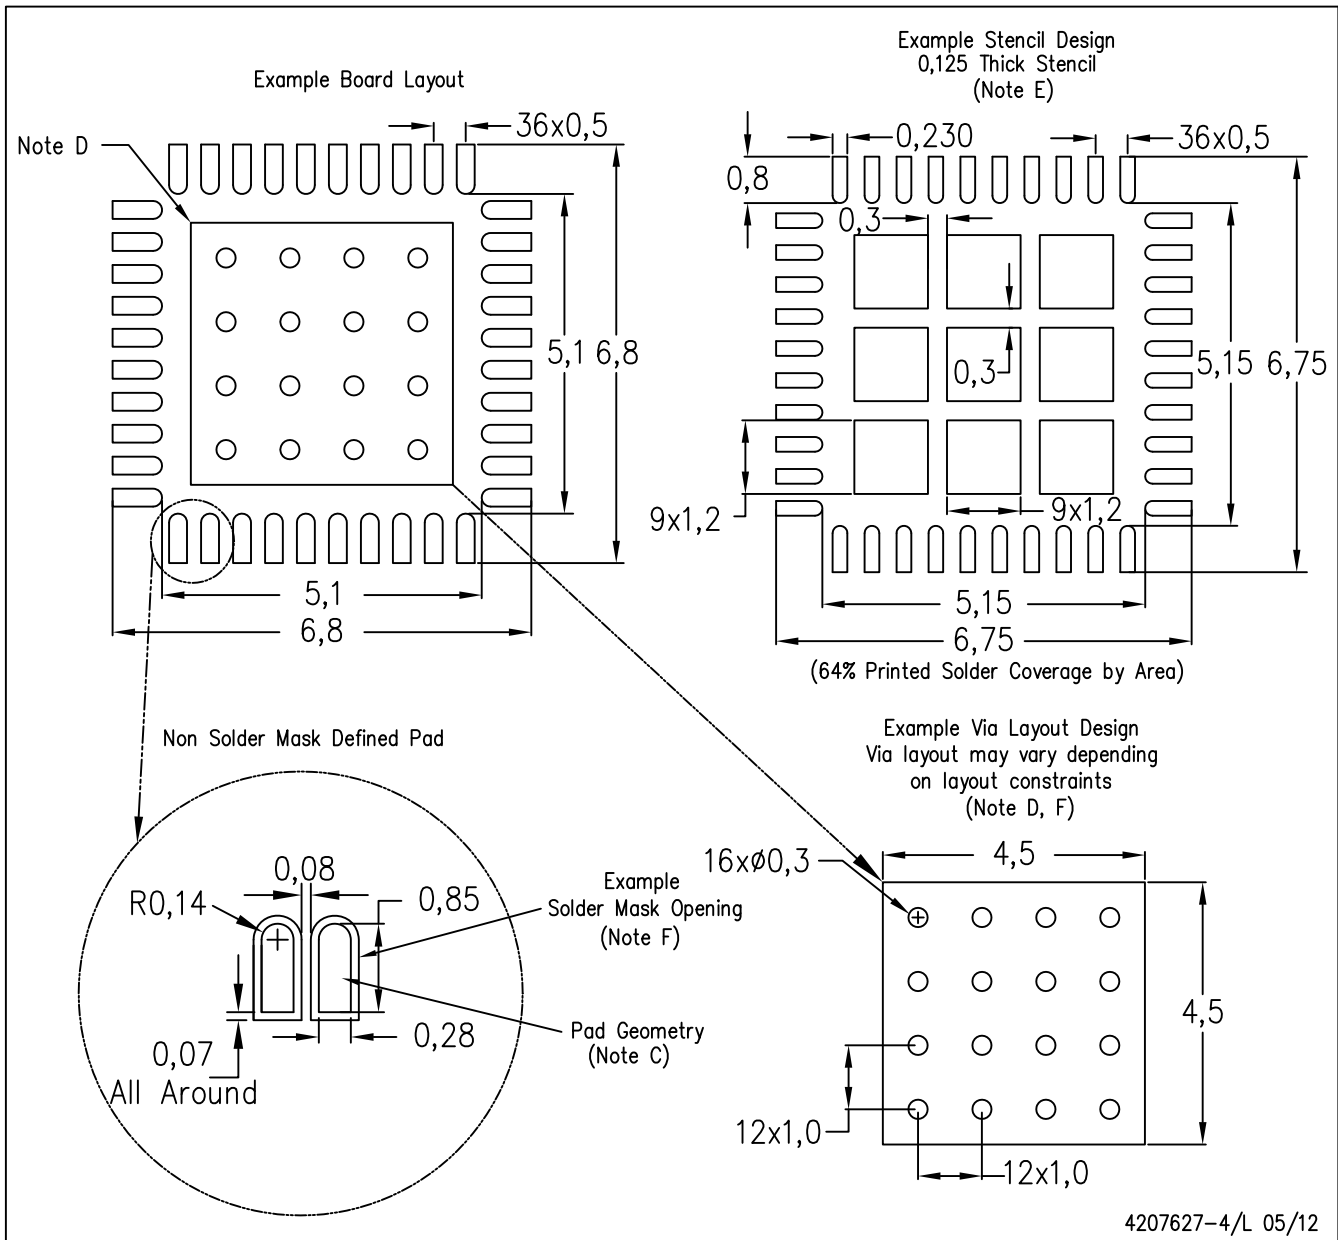 Example Board Layout
Note D
36x0,5
5,1
6,8
5,1
6,8
Example Stencil Design
0,125 Thick Stencil
(Note E)
0,230
36x0,5
0,8
0,3
0,3
5,15
6,75
9x1,2
9x1,2
5,15
6,75
(64% Printed Solder Coverage by Area)
Non Solder Mask Defined Pad
0,08
R0,14
0,85
Example
Solder Mask Opening
(Note F)
Pad Geometry
(Note C)
0,28
0,07
All Around
Example Via Layout Design
Via layout may vary depending
on layout constraints
(Note D, F)
16xø0,3
4,5
4,5
12x1,0
12x1,0
4207627-4/L 05/12